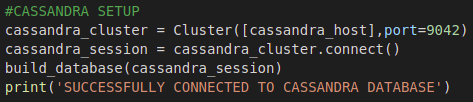 #CASSANDRA SETUP
cassandra_cluster = Cluster([cassandra_host],port=9042)
cassandra_session = cassandra_cluster.connect()
build_database(cassandra_session)
print('SUCCESSFULLY CONNECTED TO CASSANDRA DATABASE')